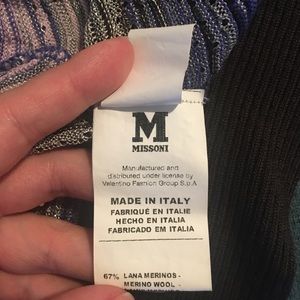 M
MISSONI
Manufactured and
distributed under license by
Valentino Fashion Group S.p.A
MADE IN ITALY
FABRIQUÉ EN ITALIE
HECHO EN ITALIA
FABRICADO EM ITALIA
67% LANA MERINOS -
MERINO WOOL -